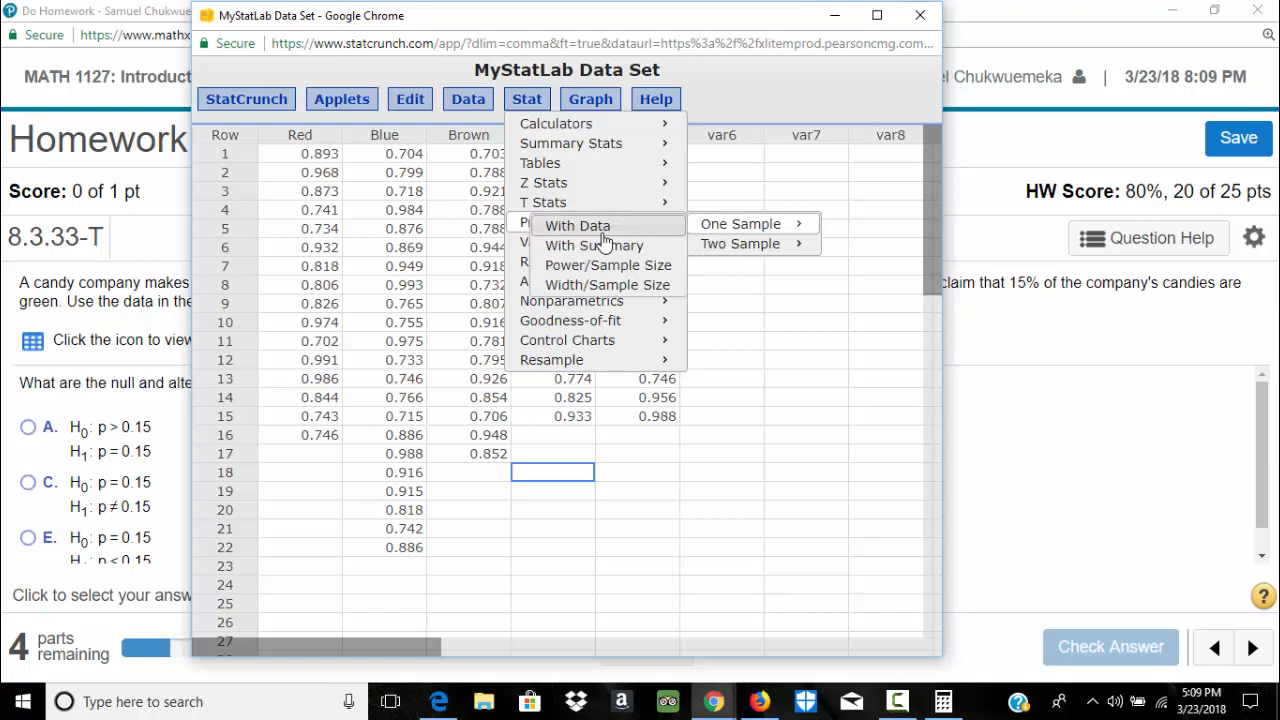 Do Homework - Samuel Chukwue
MyStatLab Data Set - Google Chrome
Secure
https://www.mathx
Secure
https://www.statcrunch.com/app/?dlim=comma&ft=true&dataurl=https%3a%2f%2fxlitemprod.pearsoncmg.com...
MATH 1127: Introduct
MyStatLab Data Set
el Chukwuemeka
3/23/18 8:09 PM
StatCrunch
Applets
Edit
Data
Stat
Graph
Help
Homework
Save
Row Red Blue Brown var6 var7 var8
1 0.893 0.704 0.703
2 0.968 0.799 0.788
3 0.873 0.718 0.921
4 0.741 0.984 0.788
5 0.734 0.876 0.788
6 0.932 0.869 0.944
7 0.818 0.949 0.918
8 0.806 0.993 0.732
9 0.826 0.765 0.807
10 0.974 0.755 0.916
11 0.702 0.975 0.781
12 0.991 0.733 0.795
13 0.986 0.746 0.926 0.774 0.746
14 0.844 0.766 0.854 0.825 0.956
15 0.743 0.715 0.706 0.933 0.988
16 0.746 0.886 0.948
17 0.988 0.852
18 0.916
19 0.915
20 0.818
21 0.742
22 0.886
23
24
25
26
27
Calculators
Summary Stats
Tables
Z Stats
T Stats
With Data
With Summary
Power/Sample Size
Width/Sample Size
One Sample
Two Sample
Nonparametrics
Goodness-of-fit
Control Charts
Resample
Score: 0 of 1 pt
HW Score: 80%, 20 of 25 pts
8.3.33-T
Question Help
A candy company makes
claim that 15% of the company's candies are
green. Use the data in the
Click the icon to view
What are the null and alte
A. H0: p > 0.15
H1: p = 0.15
C. H0: p = 0.15
H1: p ≠ 0.15
E. H0: p = 0.15
H1: p < 0.15
Click to select your answ
4 parts
remaining
Check Answer
?
Type here to search
5:09 PM
3/23/2018